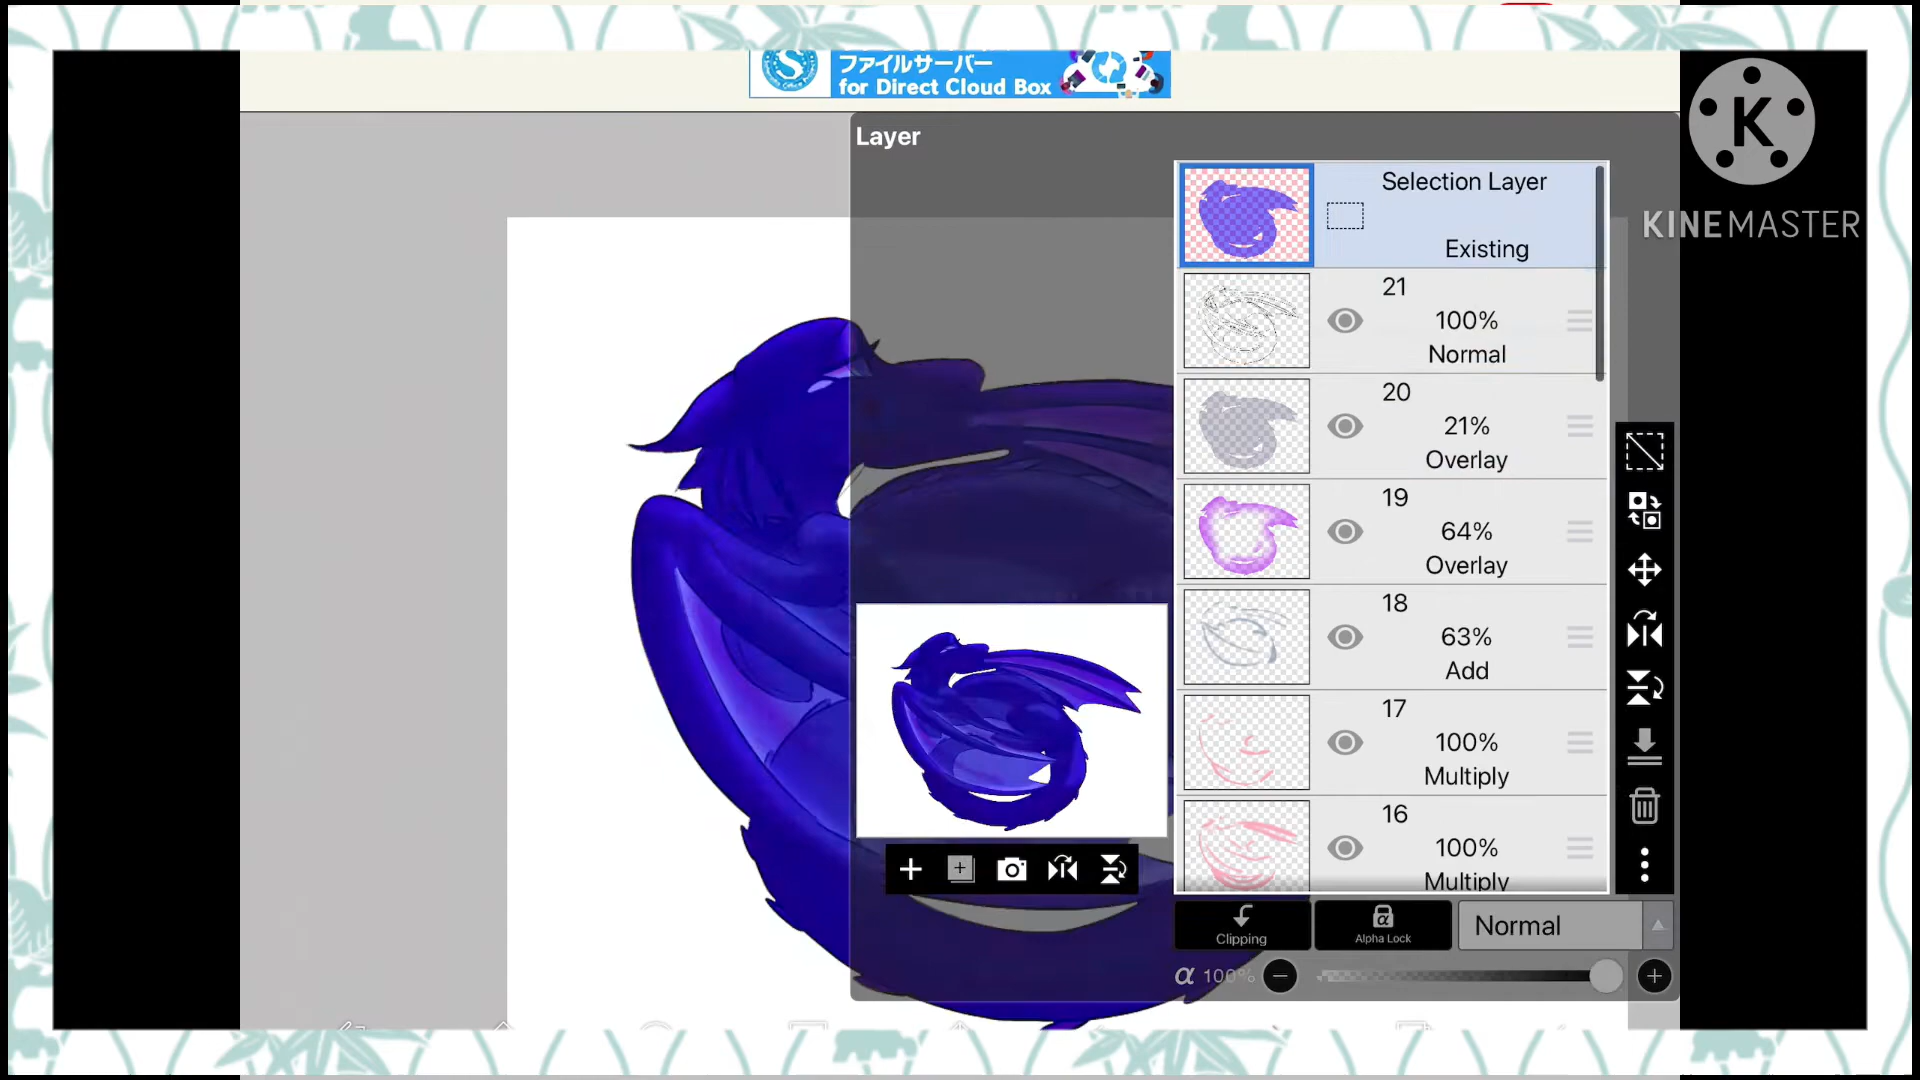 ファイルサーバー
for Direct Cloud Box
S
K
KINEMASTER
Layer
Selection Layer
Existing
21
100%
Normal
20
21%
Overlay
19
64%
Overlay
18
63%
Add
17
100%
Multiply
16
100%
Multiply
Clipping
α
Alpha Lock
Normal
α 100%